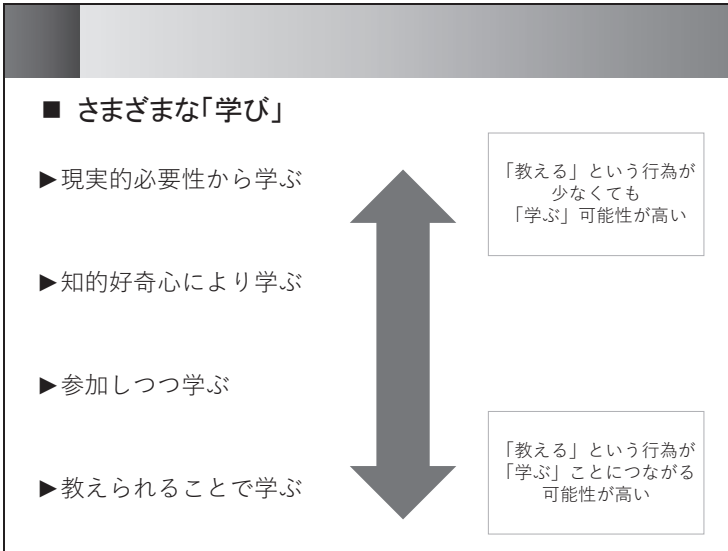 ■ さまざまな「学び」
▶現実的必要性から学ぶ
「教える」という行為が
少なくても
「学ぶ」可能性が高い
▶知的好奇心により学ぶ
▶参加しつつ学ぶ
▶教えられることで学ぶ
「教える」という行為が
「学ぶ」ことにつながる
可能性が高い